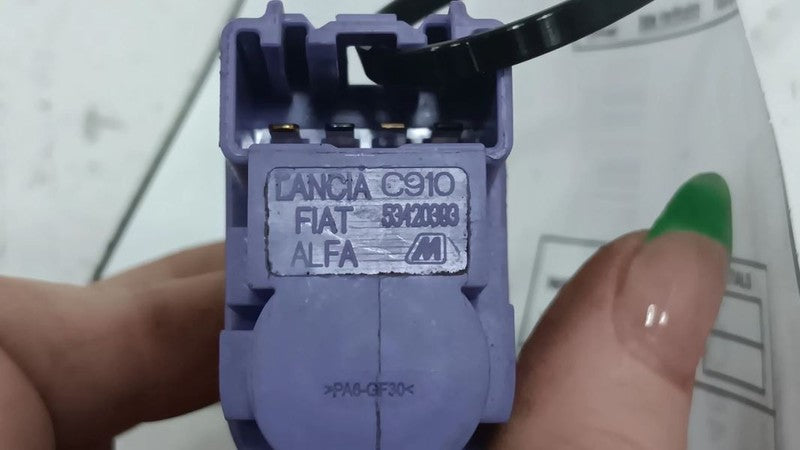 LANCIA C910
FIAT 53420393
ALFA M
>PA6-GF30<